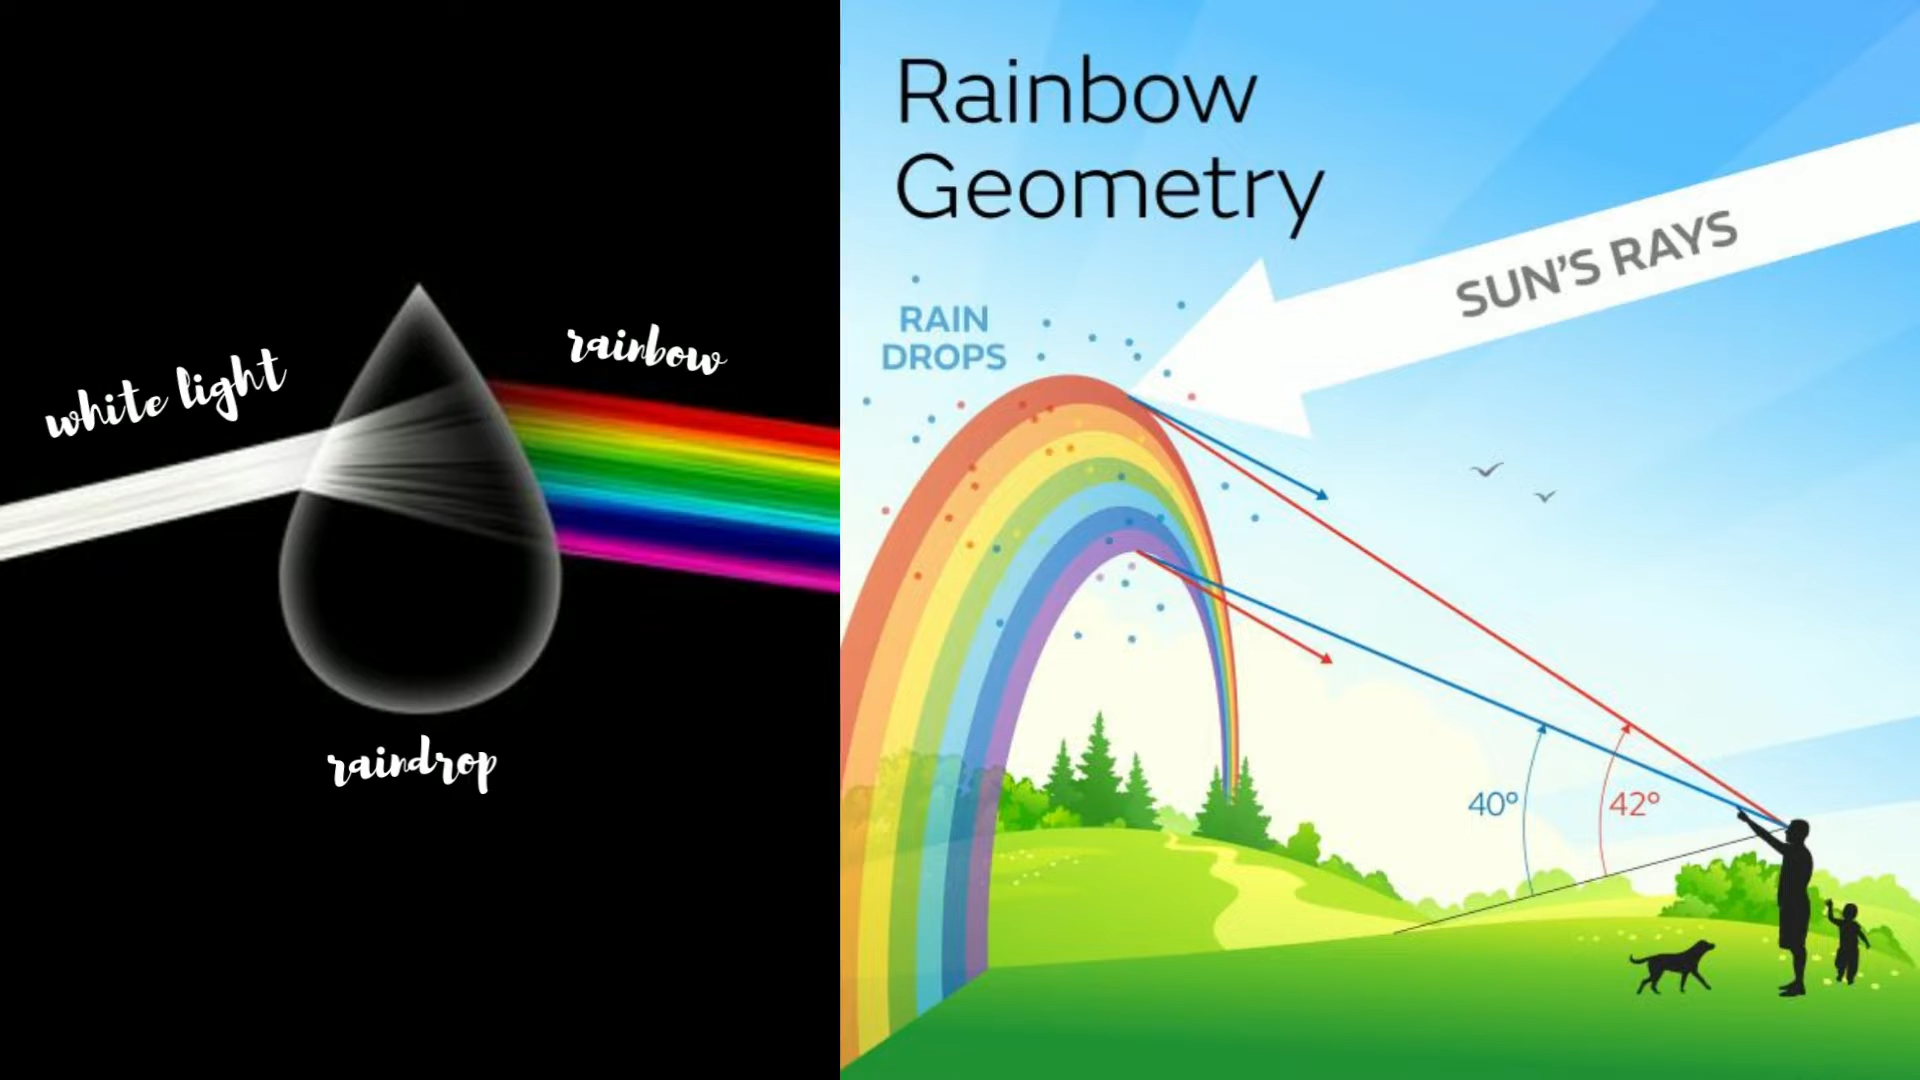 white light
rainbow
raindrop
Rainbow
Geometry
SUN'S RAYS
RAIN
DROPS
40°
42°